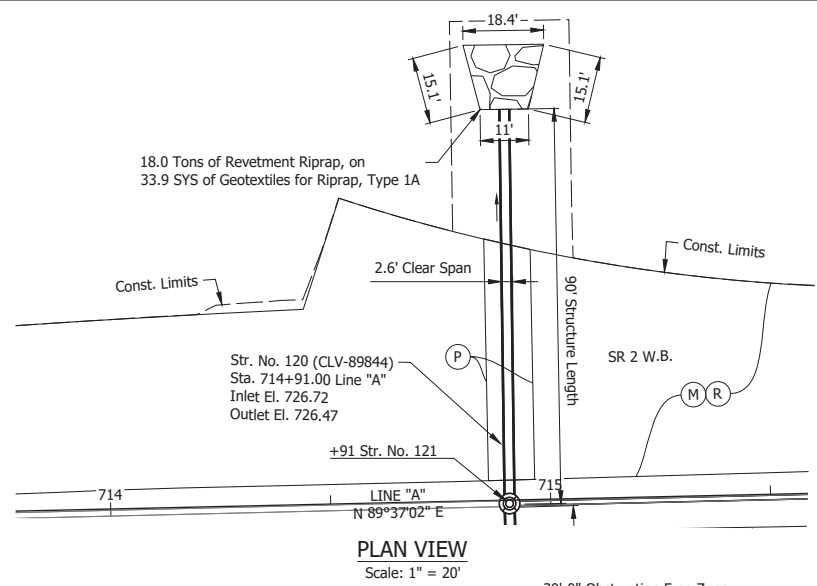 18.4'
15.1'
15.1'
11'
18.0 Tons of Revetment Riprap, on
33.9 SYS of Geotextiles for Riprap, Type 1A
Const. Limits
Const. Limits
2.6' Clear Span
90' Structure Length
Str. No. 120 (CLV-89844)
Sta. 714+91.00 Line "A"
Inlet El. 726.72
Outlet El. 726.47
P
SR 2 W.B.
M R
+91 Str. No. 121
714
LINE "A"
715
N 89°37'02" E
PLAN VIEW
Scale: 1" = 20'